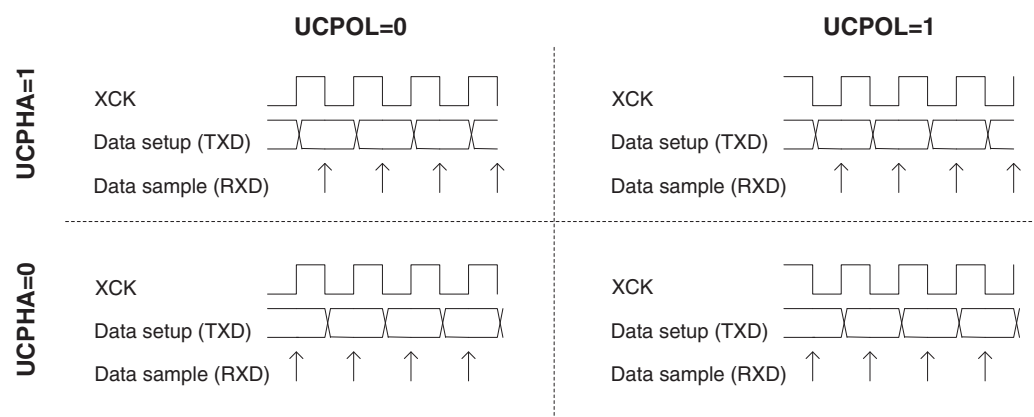 UCPOL=0
UCPOL=1
UCPHA=1
XCK
Data setup (TXD)
Data sample (RXD)
XCK
Data setup (TXD)
Data sample (RXD)
UCPHA=0
XCK
Data setup (TXD)
Data sample (RXD)
XCK
Data setup (TXD)
Data sample (RXD)